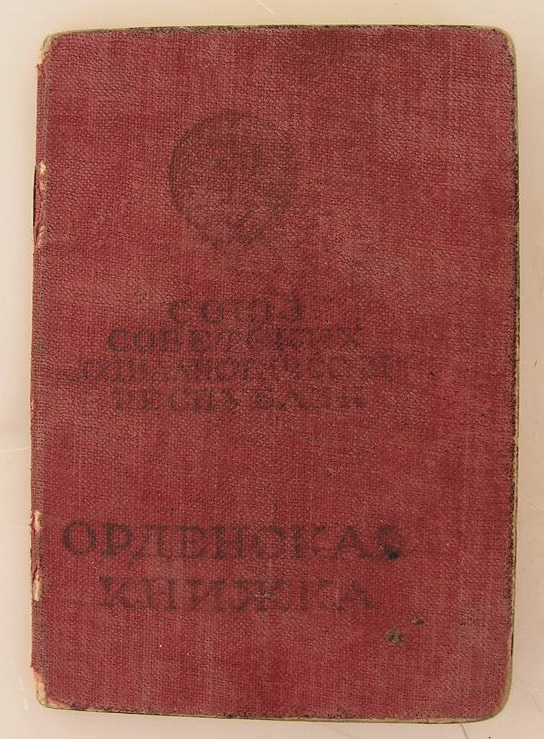 СОЮЗ
СОВЕТСКИХ
СОЦИАЛИСТИЧЕСКИХ
РЕСПУБЛИК
ОРДЕНСКАЯ
КНИЖКА